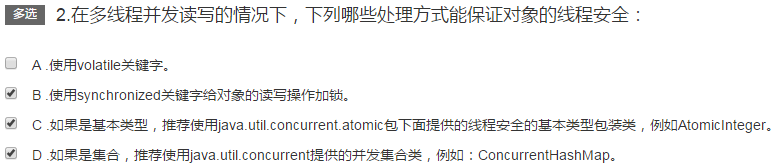 多选 2.在多线程并发读写的情况下，下列哪些处理方式能保证对象的线程安全：
A .使用volatile关键字。
B .使用synchronized关键字给对象的读写操作加锁。
C .如果是基本类型，推荐使用java.util.concurrent.atomic包下面提供的线程安全的基本类型包装类，例如AtomicInteger。
D .如果是集合，推荐使用java.util.concurrent提供的并发集合类，例如：ConcurrentHashMap。